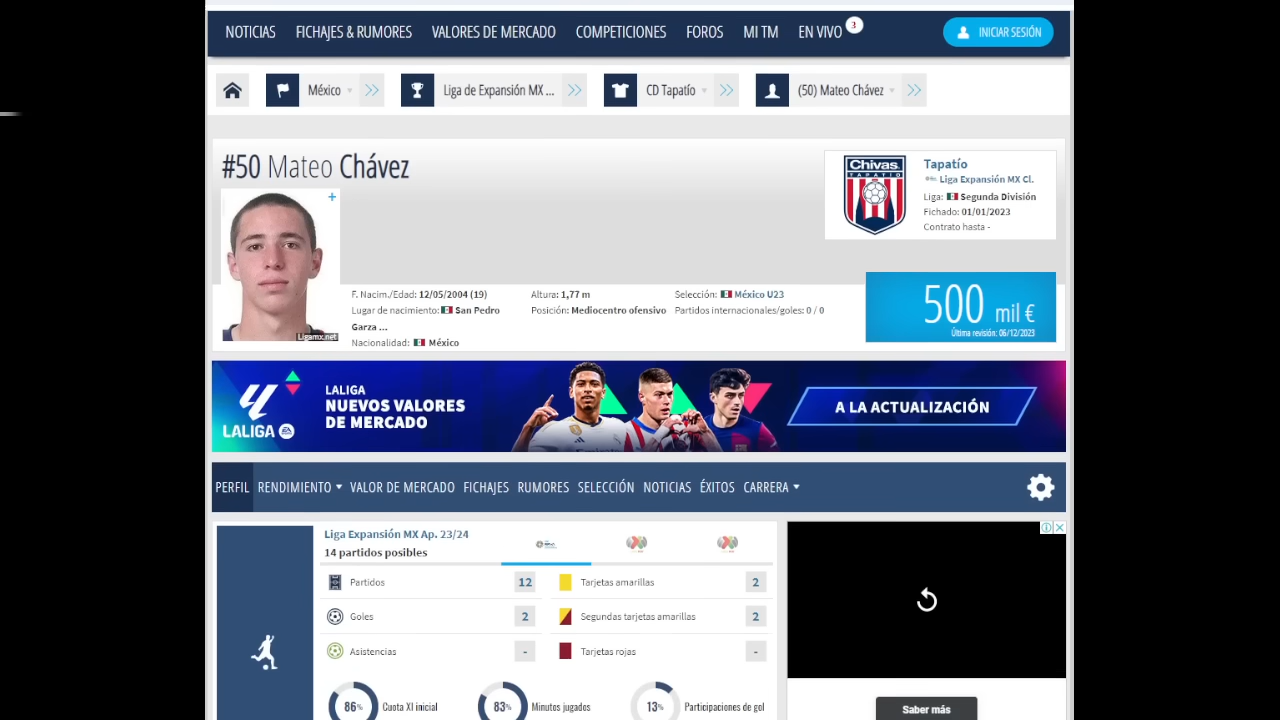 NOTICIAS FICHAJES & RUMORES VALORES DE MERCADO COMPETICIONES FOROS MI TM EN VIVO 3 INICIAR SESIÓN
México Liga de Expansión MX ... CD Tapatío (50) Mateo Chávez
#50 Mateo Chávez
Chivas
TAPATÍO
Tapatío
Liga Expansión MX Cl.
Liga: Segunda División
Fichado: 01/01/2023
Contrato hasta -
Ligamx.net
F. Nacim./Edad: 12/05/2004 (19)
Lugar de nacimiento: San Pedro
Garza ...
Nacionalidad: México
Altura: 1,77 m
Posición: Mediocentro ofensivo
Selección: México U23
Partidos internacionales/goles: 0 / 0
500 mil €
Última revisión: 06/12/2023
LALIGA
LALIGA
NUEVOS VALORES
DE MERCADO
A LA ACTUALIZACIÓN
PERFIL RENDIMIENTO VALOR DE MERCADO FICHAJES RUMORES SELECCIÓN NOTICIAS ÉXITOS CARRERA
Liga Expansión MX Ap. 23/24
14 partidos posibles
Partidos 12 Tarjetas amarillas 2
Goles 2 Segundas tarjetas amarillas 2
Asistencias - Tarjetas rojas -
86% Cuota XI inicial 83% Minutos jugados 13% Participaciones de gol
Saber más